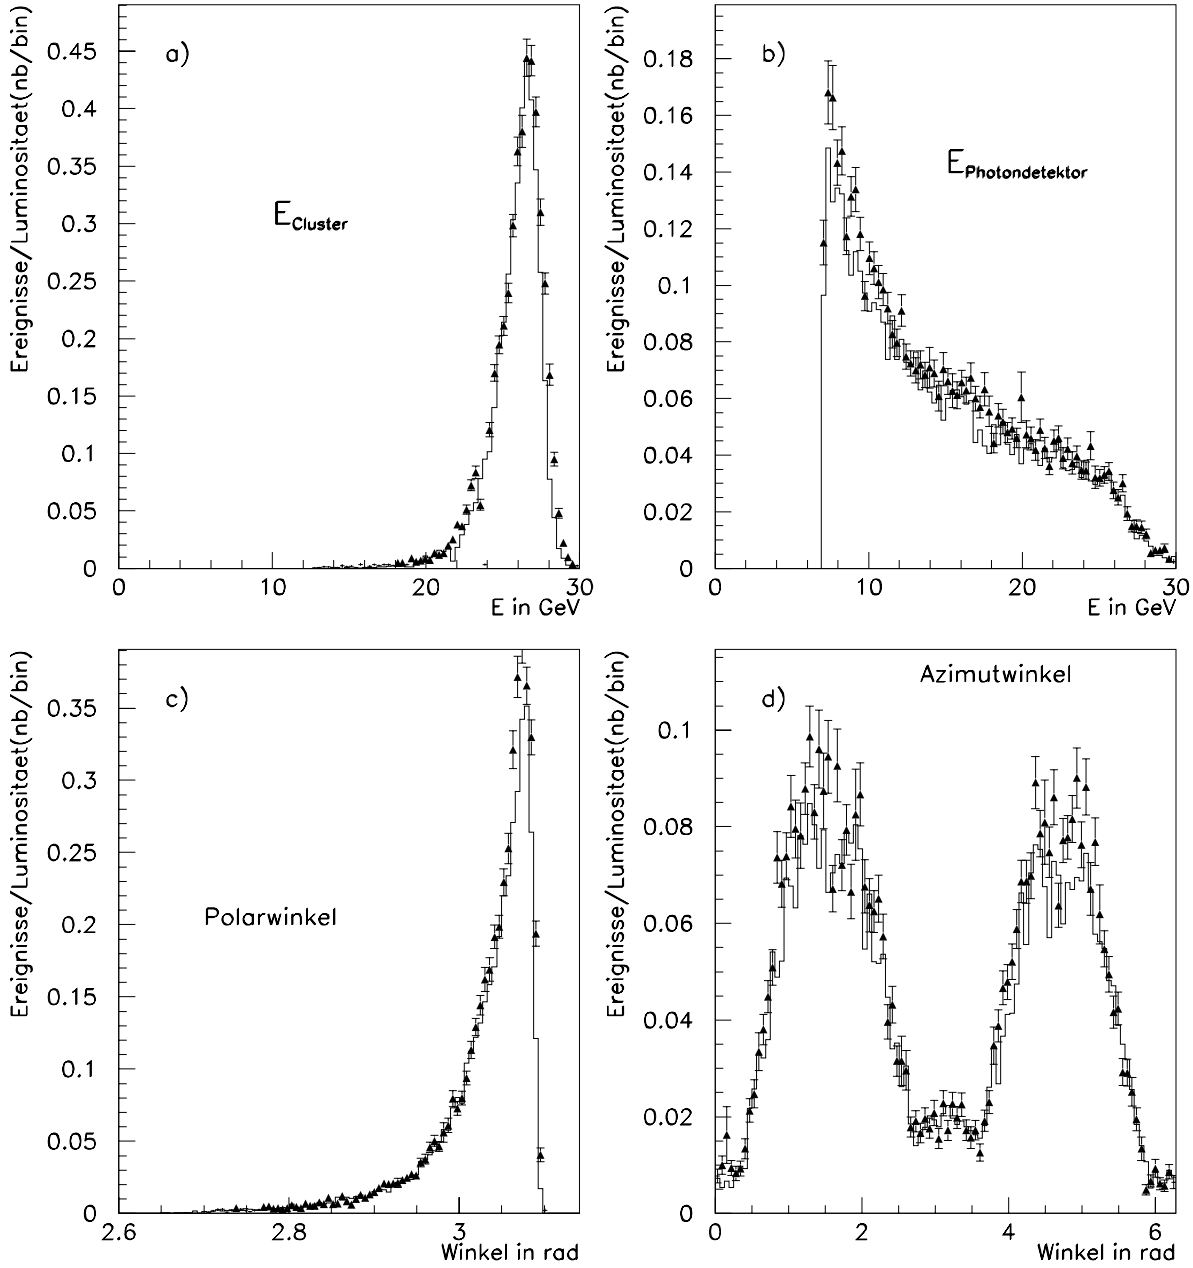 a)
E_Cluster
Ereignisse/Luminositaet(nb/bin)
0.45
0.4
0.35
0.3
0.25
0.2
0.15
0.1
0.05
0
0 10 20 30
E in GeV
b)
E_Photondetektor
Ereignisse/Luminositaet(nb/bin)
0.18
0.16
0.14
0.12
0.1
0.08
0.06
0.04
0.02
0
0 10 20 30
E in GeV
c)
Polarwinkel
Ereignisse/Luminositaet(nb/bin)
0.35
0.3
0.25
0.2
0.15
0.1
0.05
0
2.6 2.8 3
Winkel in rad
d)
Azimutwinkel
Ereignisse/Luminositaet(nb/bin)
0.1
0.08
0.06
0.04
0.02
0
0 2 4 6
Winkel in rad